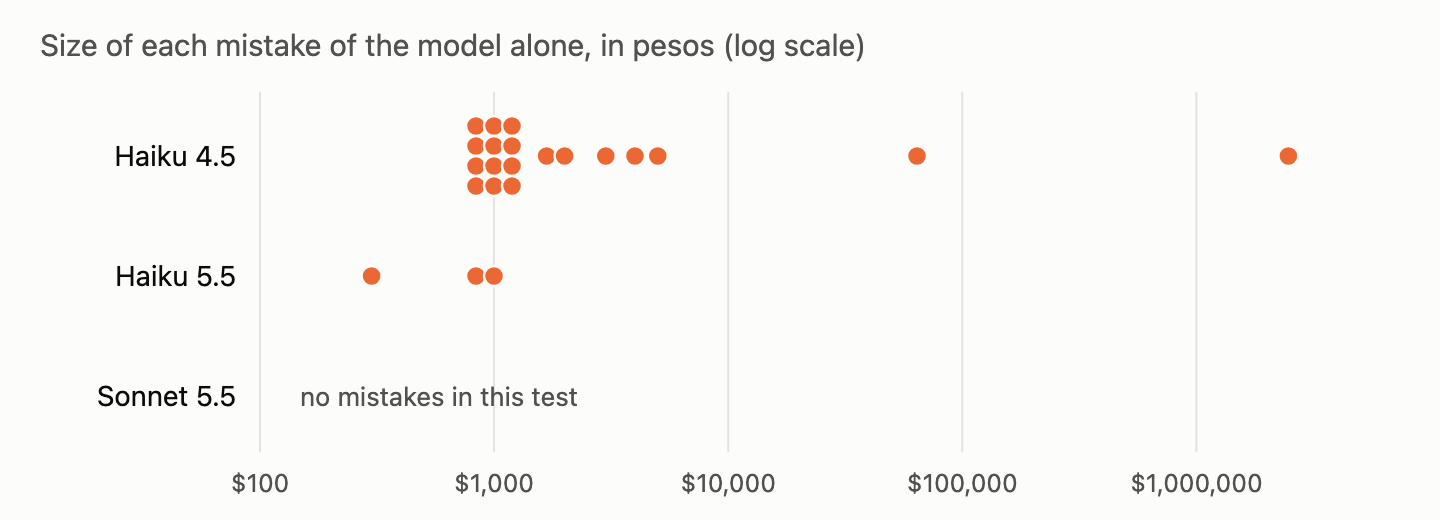 Size of each mistake of the model alone, in pesos (log scale)
Haiku 4.5
Haiku 5.5
Sonnet 5.5 no mistakes in this test
$100 $1,000 $10,000 $100,000 $1,000,000